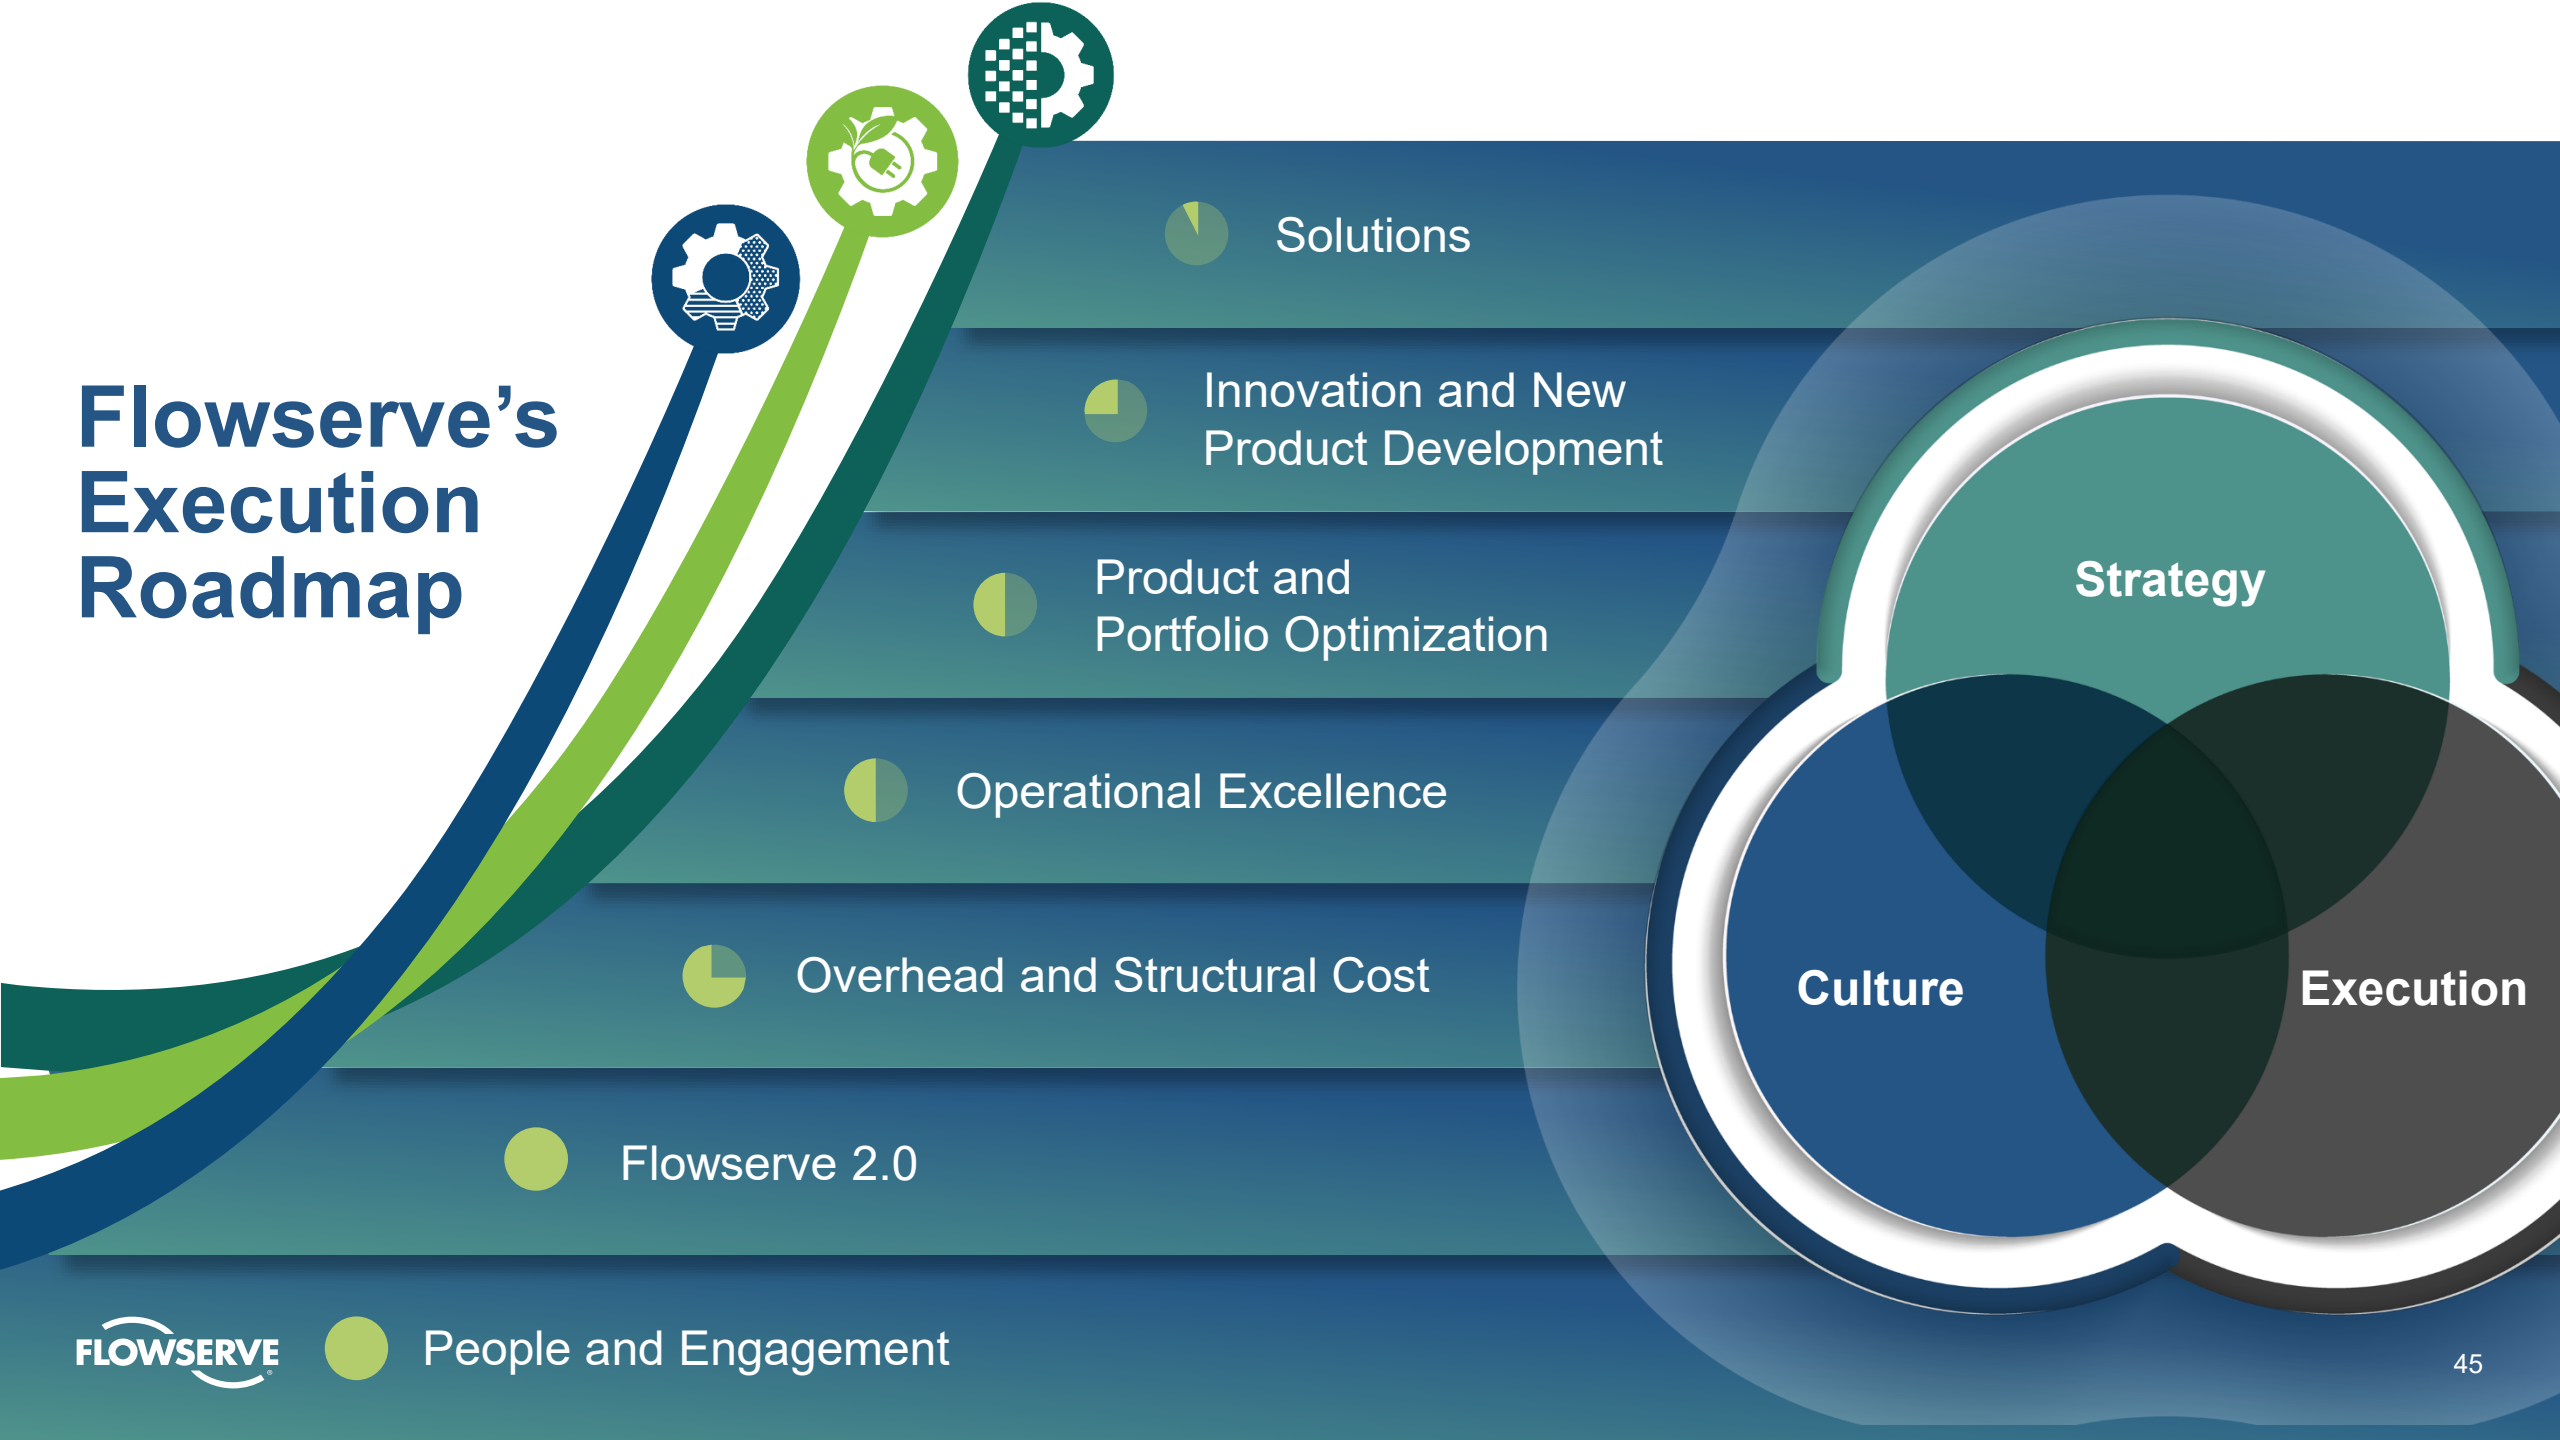 Flowserve’s
Execution
Roadmap
Solutions
Innovation and New
Product Development
Product and
Portfolio Optimization
Operational Excellence
Overhead and Structural Cost
Flowserve 2.0
People and Engagement
Strategy
Culture
Execution
FLOWSERVE
®
45